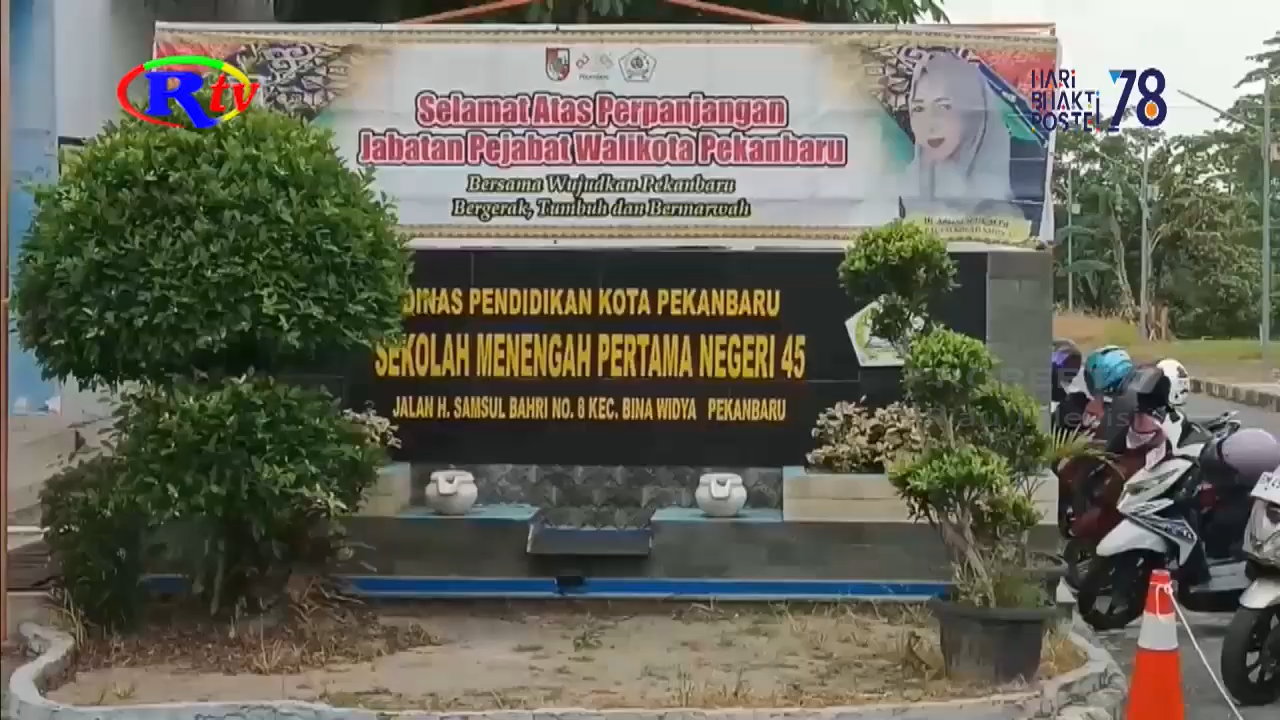 Rtv
HARI
BHAKTI
POSTEL
78
Selamat Atas Perpanjangan
Jabatan Pejabat Walikota Pekanbaru
Bersama Wujudkan Pekanbaru
Bergerak, Tumbuh dan Bermarwah
DINAS PENDIDIKAN KOTA PEKANBARU
SEKOLAH MENENGAH PERTAMA NEGERI 45
JALAN H. SAMSUL BAHRI NO. 8 KEC. BINA WIDYA PEKANBARU